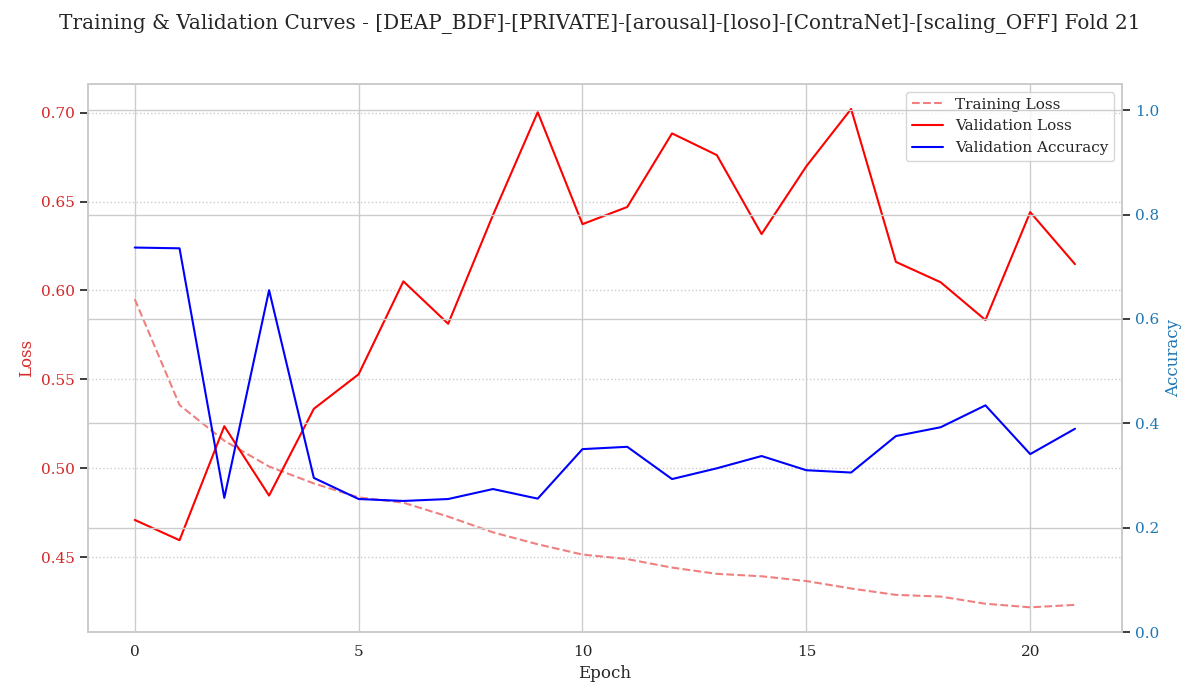 Training & Validation Curves - [DEAP_BDF]-[PRIVATE]-[arousal]-[loso]-[ContraNet]-[scaling_OFF] Fold 21
Training Loss
Validation Loss
Validation Accuracy
0.70
0.65
0.60
0.55
0.50
0.45
Loss
1.0
0.8
0.6
0.4
0.2
0.0
Accuracy
0 5 10 15 20
Epoch